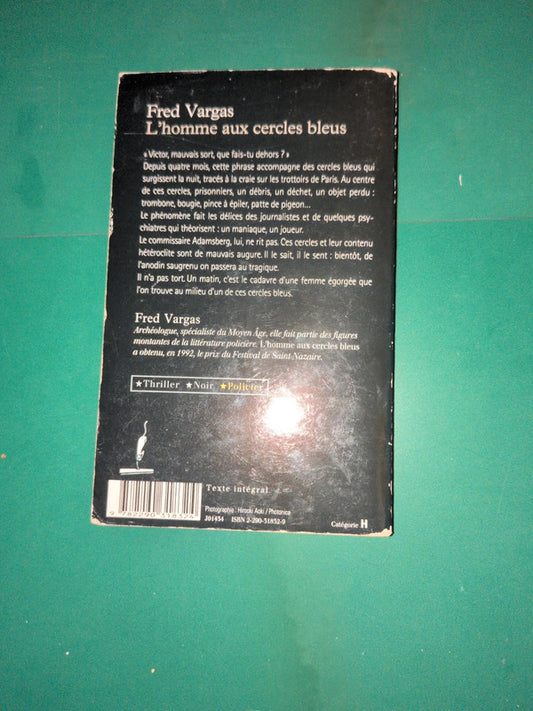 Fred Vargas
L'homme aux cercles bleus
« Victor, mauvais sort, que fais-tu dehors ? »
Depuis quatre mois, cette phrase accompagne des cercles bleus qui
surgissent la nuit, tracés à la craie sur les trottoirs de Paris. Au centre
de ces cercles, prisonniers, un débris, un déchet, un objet perdu :
trombone, bougie, pince à épiler, patte de pigeon...
Le phénomène fait les délices des journalistes et de quelques psy-
chiatres qui théorisent : un maniaque, un joueur.
Le commissaire Adamsberg, lui, ne rit pas. Ces cercles et leur contenu
hétéroclite sont de mauvais augure. Il le sait, il le sent : bientôt, de
l'anodin saugrenu on passera au tragique.
Il n'a pas tort. Un matin, c'est le cadavre d'une femme égorgée que
l'on trouve au milieu d'un de ces cercles bleus.
Fred Vargas
Archéologue, spécialiste du Moyen Âge, elle fait partie des figures
montantes de la littérature policière. L'homme aux cercles bleus
a obtenu, en 1992, le prix du Festival de Saint-Nazaire.
★Thriller ★Noir ★Policier
Texte intégral
9 782290 318324
Photographie : Hirooki Aoki / Photonica
J01434 ISBN 2-290-31832-9
Catégorie H